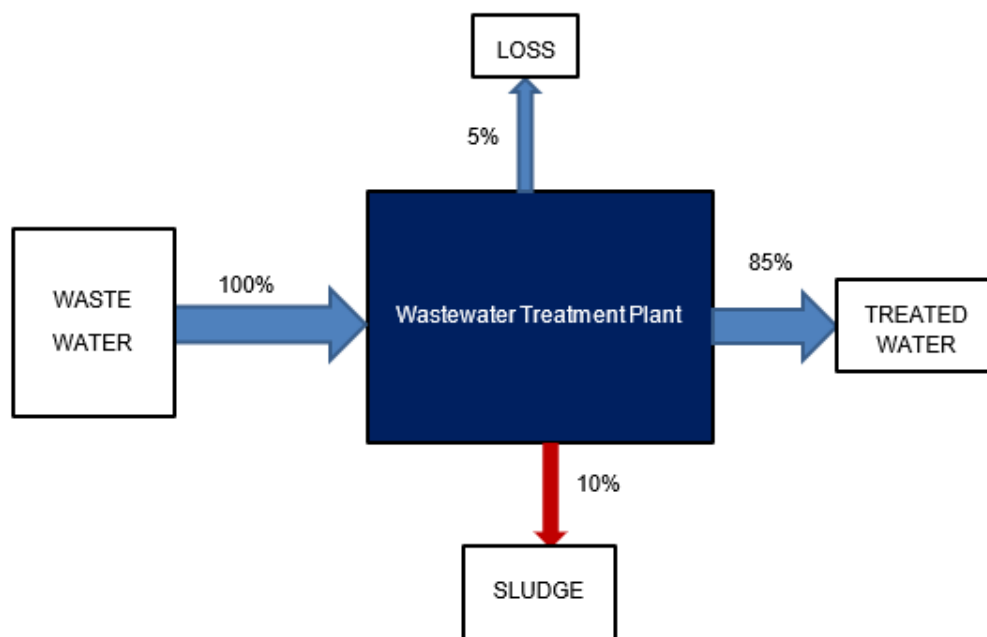 LOSS
5%
WASTE
WATER
100%
Wastewater Treatment Plant
85%
TREATED
WATER
10%
SLUDGE